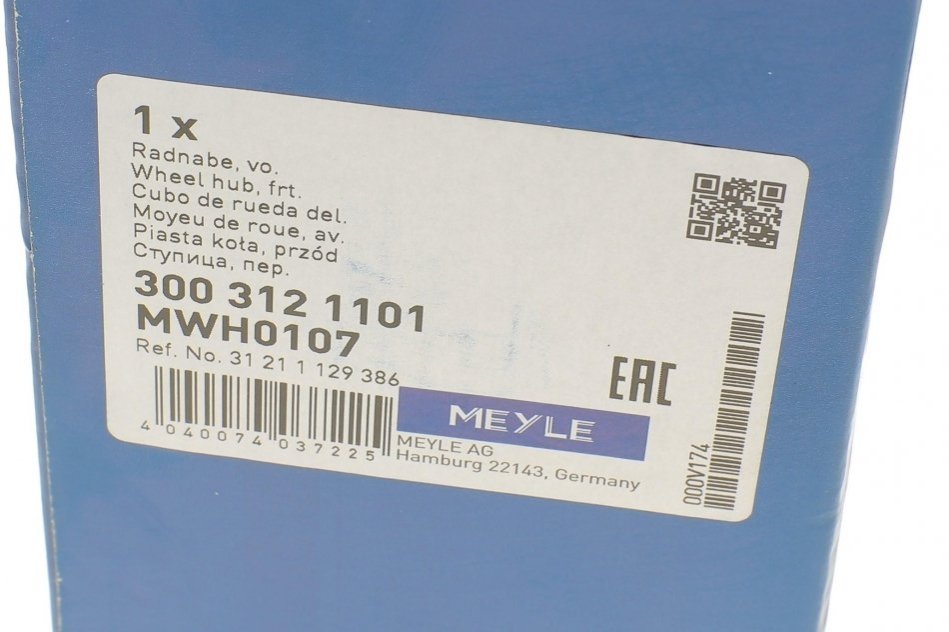 1 x
Radnabe, vo.
Wheel hub, frt.
Cubo de rueda del.
Moyeu de roue, av.
Piasta koła, przód
Ступица, пер.
300 312 1101
MWH0107
Ref. No. 31 21 1 129 386
4 040074 037225
EAC
MEYLE
MEYLE AG
Hamburg 22143, Germany
000V174